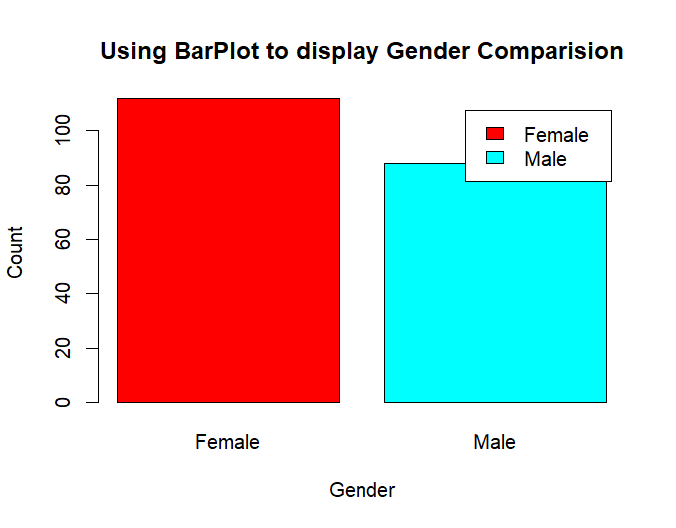 Using BarPlot to display Gender Comparision
Count
100
80
60
40
20
0
Female
Male
Female
Male
Gender